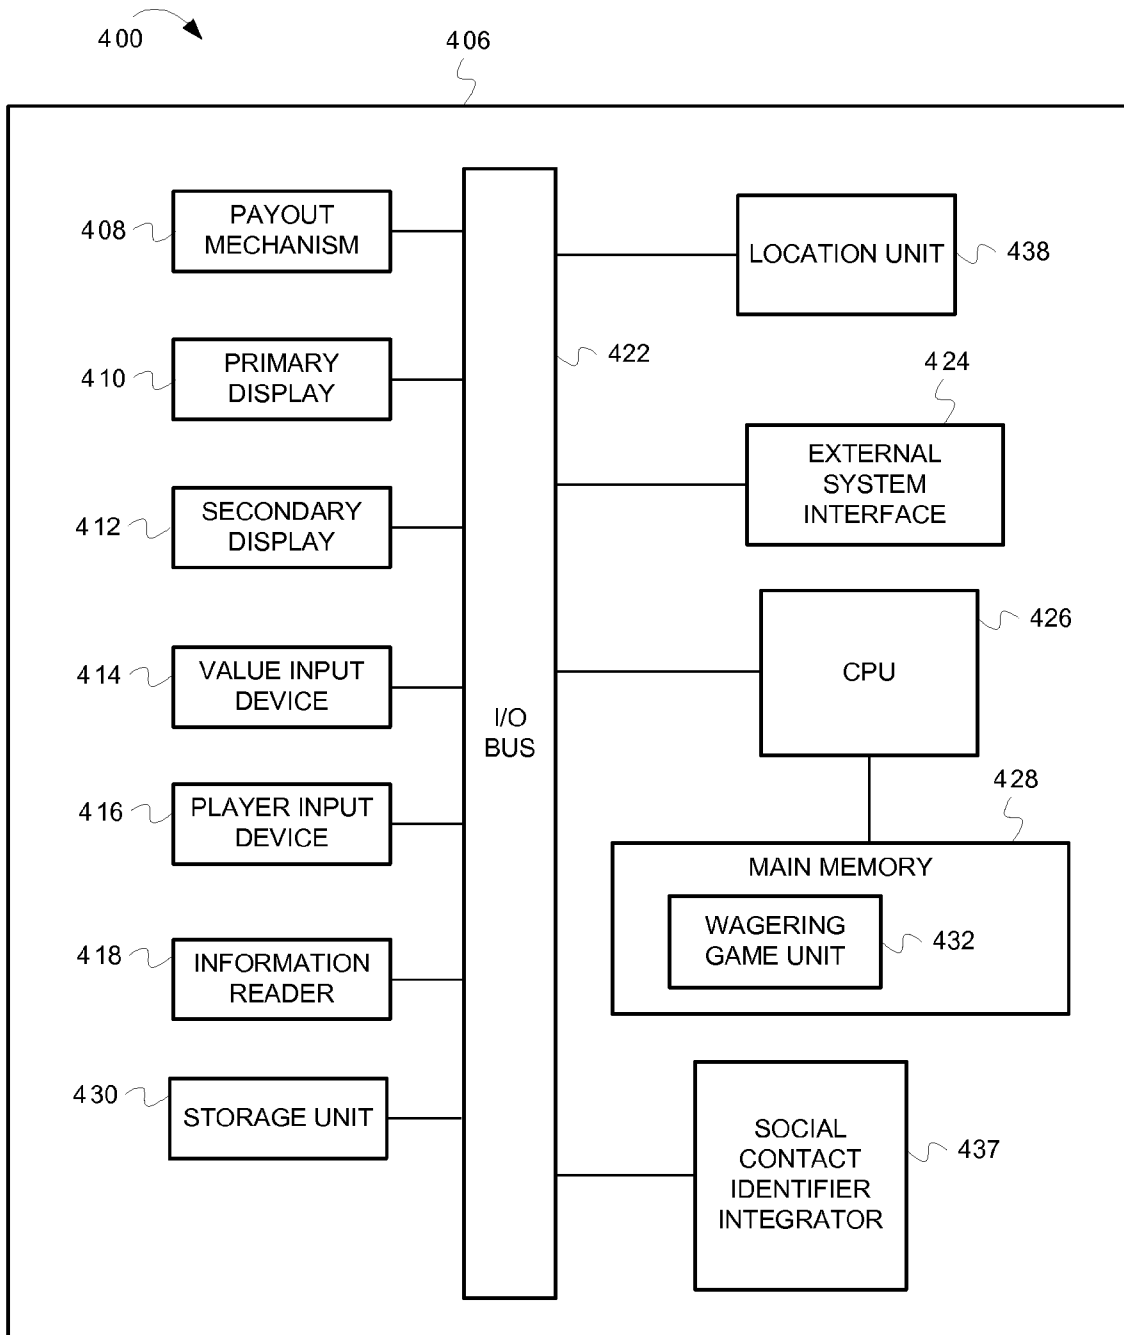 400
406
408
PAYOUT
MECHANISM
LOCATION UNIT
438
422
410
PRIMARY
DISPLAY
424
EXTERNAL
SYSTEM
INTERFACE
412
SECONDARY
DISPLAY
426
CPU
414
VALUE INPUT
DEVICE
I/O
BUS
428
416
PLAYER INPUT
DEVICE
MAIN MEMORY
WAGERING
GAME UNIT
432
418
INFORMATION
READER
430
STORAGE UNIT
SOCIAL
CONTACT
IDENTIFIER
INTEGRATOR
437